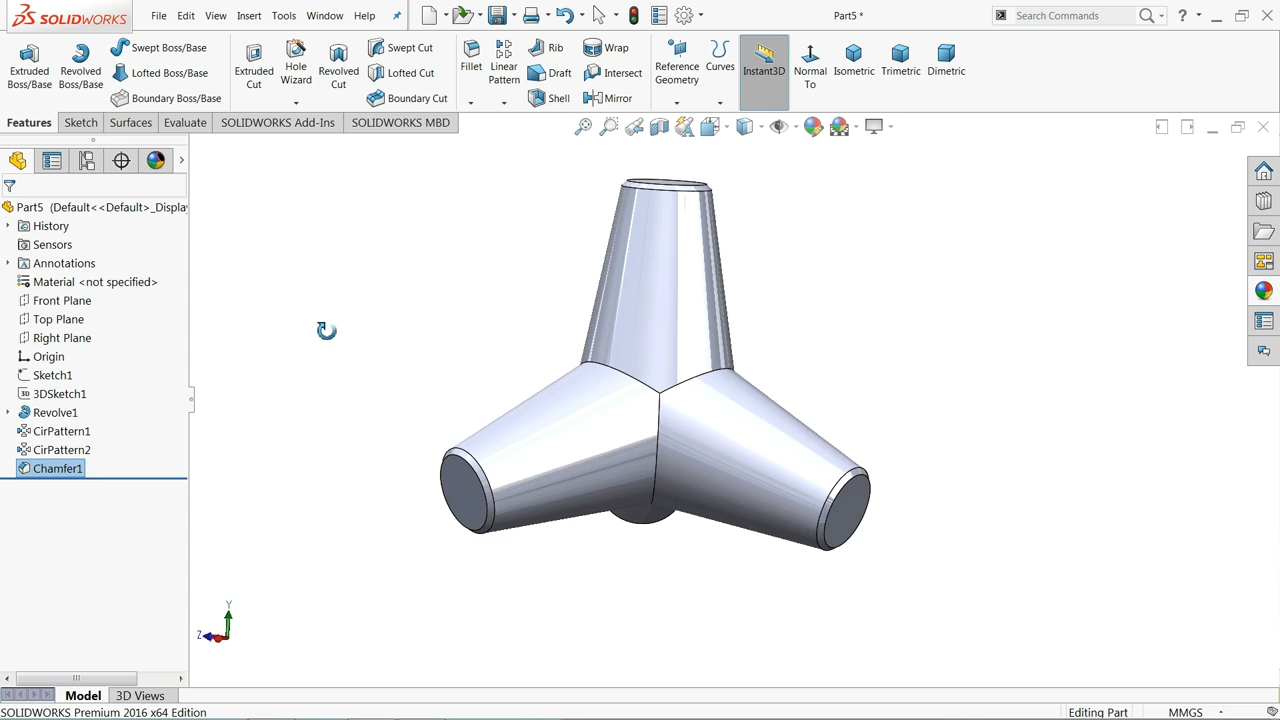 SOLIDWORKS
File
Edit
View
Insert
Tools
Window
Help
Part5 *
Search Commands
?
Extruded Boss/Base
Revolved Boss/Base
Swept Boss/Base
Lofted Boss/Base
Boundary Boss/Base
Extruded Cut
Hole Wizard
Revolved Cut
Swept Cut
Lofted Cut
Boundary Cut
Fillet
Linear Pattern
Rib
Draft
Shell
Wrap
Intersect
Mirror
Reference Geometry
Curves
Instant3D
Normal To
Isometric
Trimetric
Dimetric
Features
Sketch
Surfaces
Evaluate
SOLIDWORKS Add-Ins
SOLIDWORKS MBD
Part5 (Default<<Default>_Displa
History
Sensors
Annotations
Material <not specified>
Front Plane
Top Plane
Right Plane
Origin
Sketch1
3D 3DSketch1
Revolve1
CirPattern1
CirPattern2
Chamfer1
Y
Z
Model
3D Views
SOLIDWORKS Premium 2016 x64 Edition
Editing Part
MMGS